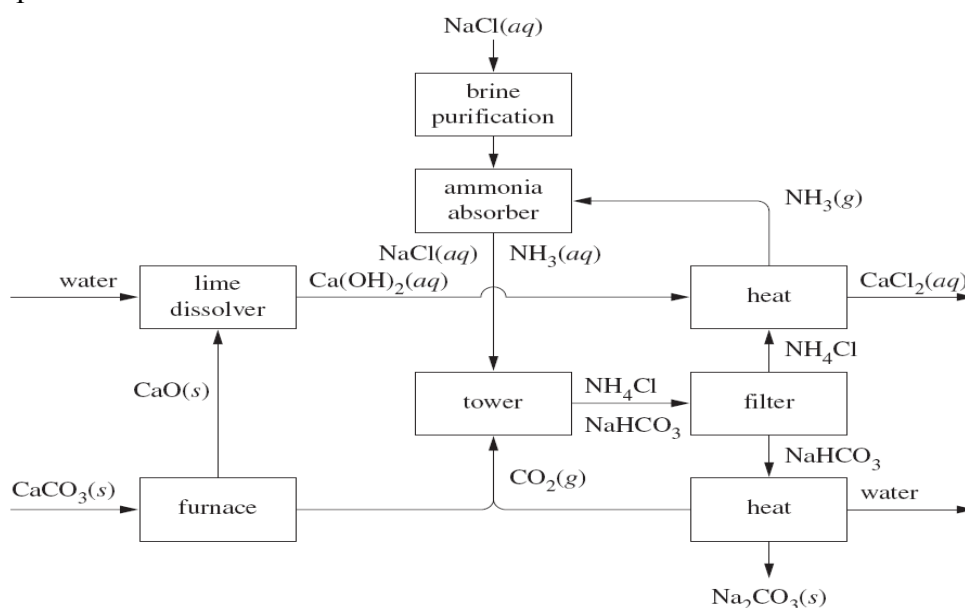 NaCl(aq)
brine
purification
ammonia
absorber
NH₃(g)
NaCl(aq) NH₃(aq)
water
lime
dissolver
Ca(OH)₂(aq)
heat
CaCl₂(aq)
NH₄Cl
CaO(s)
tower
NH₄Cl
NaHCO₃
filter
NaHCO₃
CaCO₃(s)
furnace
CO₂(g)
heat
water
Na₂CO₃(s)